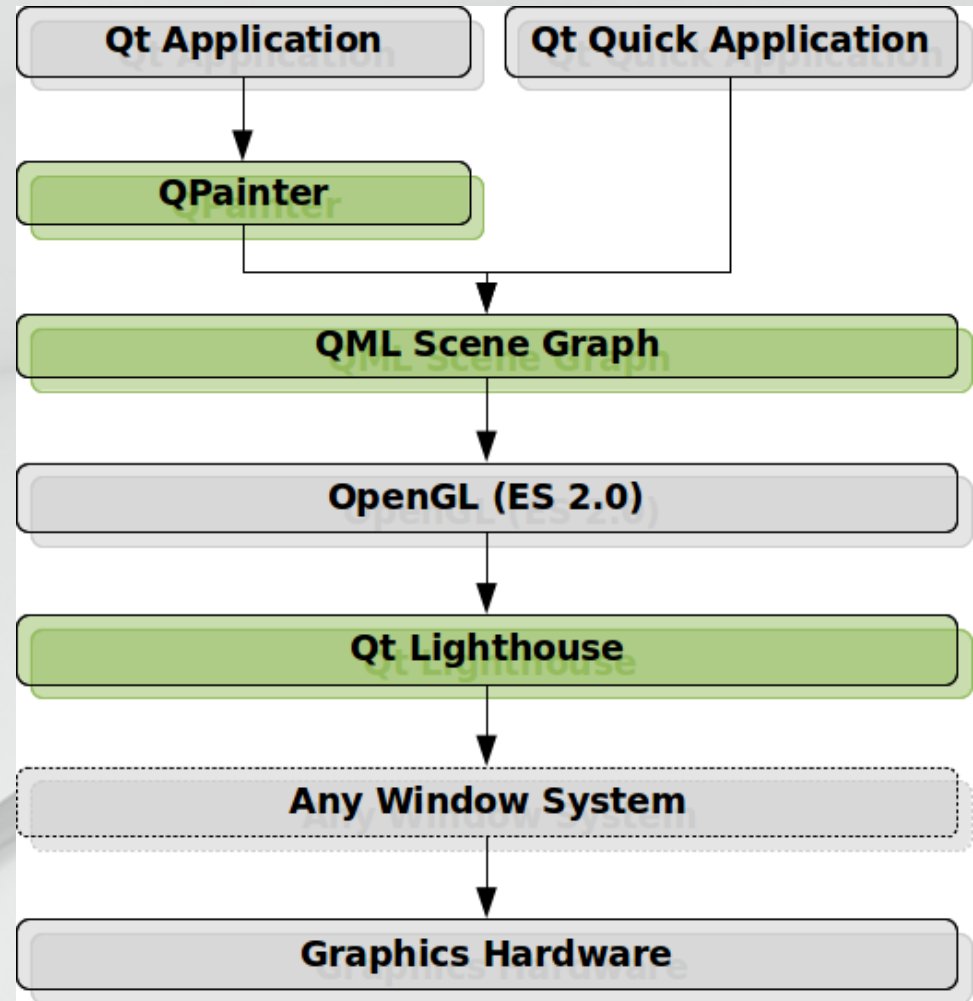 Qt Application
Qt Quick Application
QPainter
QML Scene Graph
OpenGL (ES 2.0)
Qt Lighthouse
Any Window System
Graphics Hardware